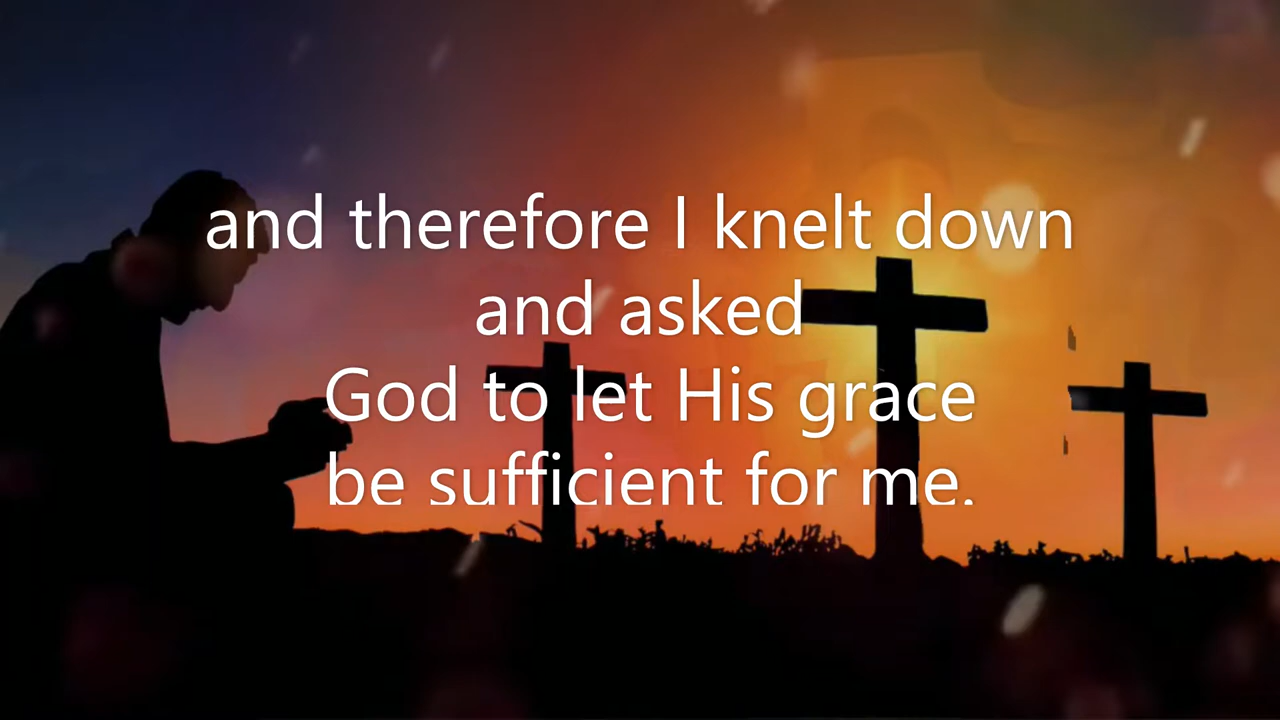 and therefore I knelt down
and asked
God to let His grace
be sufficient for me.